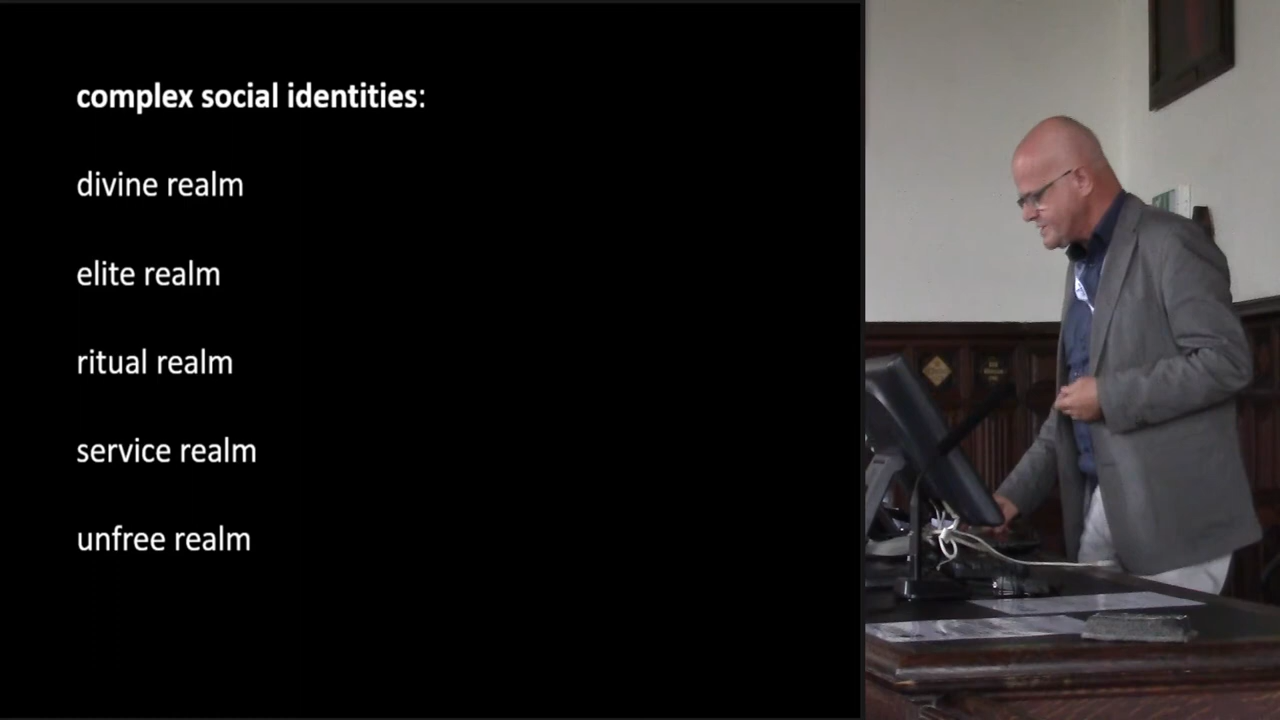 complex social identities:
divine realm
elite realm
ritual realm
service realm
unfree realm